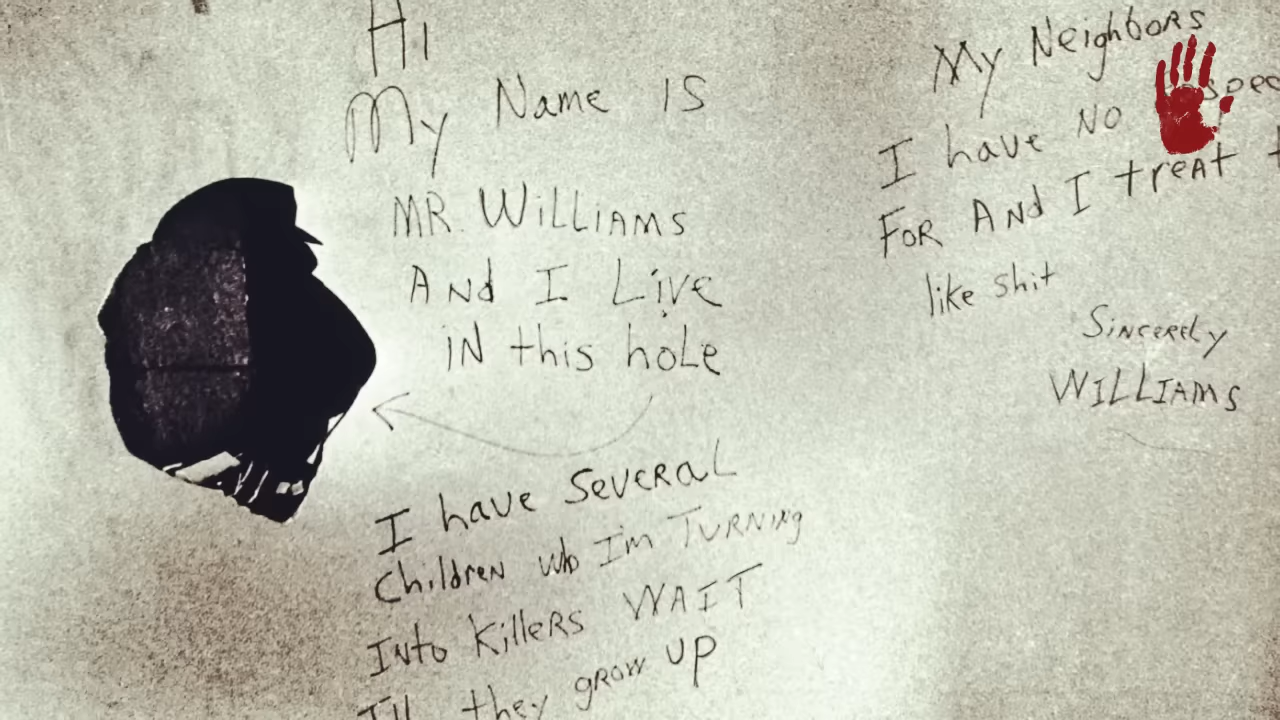 Hi
My Name IS
MR. WILLIAMS
And I Live
IN this hole
I have Several
Children who I'm TURNING
Into Killers WAIT
Till they grow UP
My Neighbors
I have NO
FOR And I treat
like shit
Sincerely
WILLIAMS